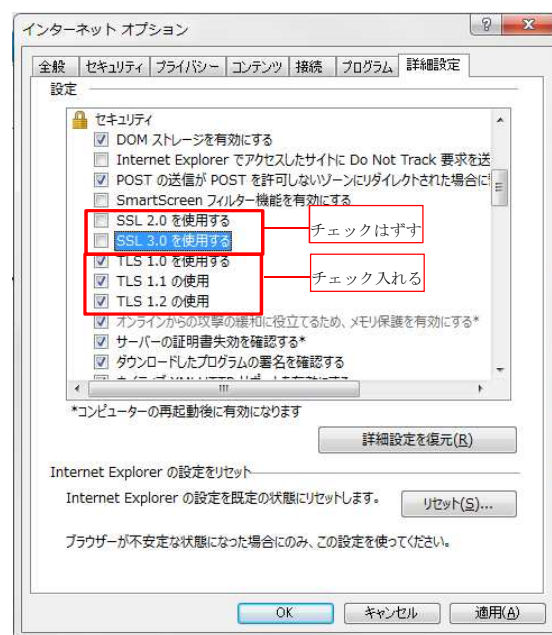 インターネット オプション
全般 セキュリティ プライバシー コンテンツ 接続 プログラム 詳細設定
設定
セキュリティ
DOM ストレージを有効にする
Internet Explorer でアクセスしたサイトに Do Not Track 要求を送
POST の送信が POST を許可しないゾーンにリダイレクトされた場合に
SmartScreen フィルター機能を有効にする
SSL 2.0 を使用する
チェックはずす
SSL 3.0 を使用する
TLS 1.0 を使用する
TLS 1.1 の使用
チェック入れる
TLS 1.2 の使用
オンラインからの攻撃の緩和に役立てるため、メモリ保護を有効にする*
サーバーの証明書失効を確認する*
ダウンロードしたプログラムの署名を確認する
*コンピューターの再起動後に有効になります
詳細設定を復元(R)
Internet Explorer の設定をリセット
Internet Explorer の設定を既定の状態にリセットします。
リセット(S)...
ブラウザーが不安定な状態になった場合にのみ、この設定を使ってください。
OK キャンセル 適用(A)